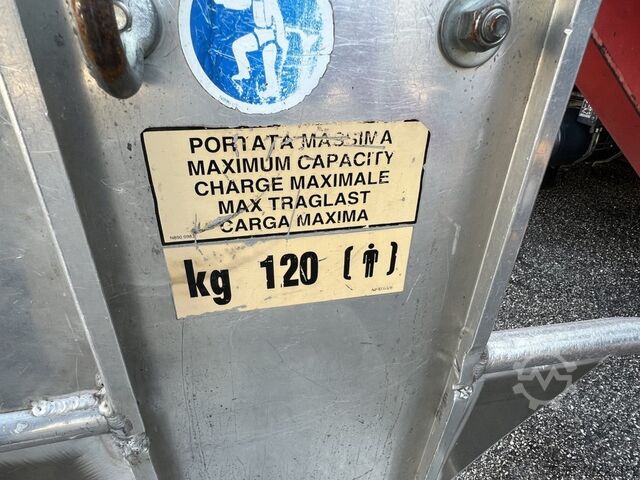 PORTATA MASSIMA
MAXIMUM CAPACITY
CHARGE MAXIMALE
MAX TRAGLAST
CARGA MAXIMA
kg 120 ( )